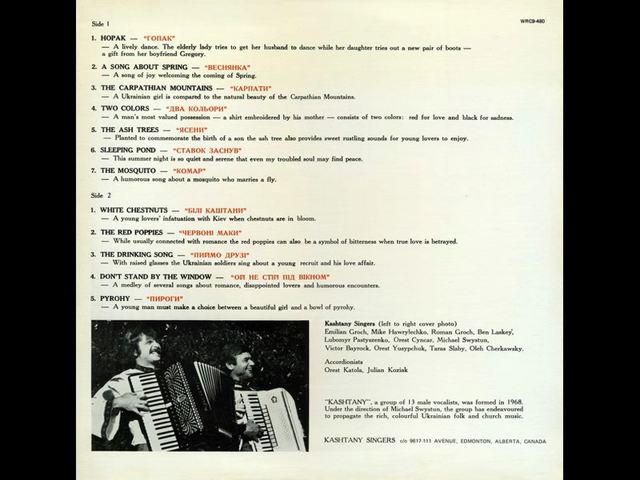 Side 1
WRC9-480
1. HOPAK — "ГОПАК"
— A lively dance. The elderly lady tries to get her husband to dance while her daughter tries out a new pair of boots —
a gift from her boyfriend Gregory.
2. A SONG ABOUT SPRING — "ВЕСНЯНКА"
— A song of joy welcoming the coming of Spring.
3. THE CARPATHIAN MOUNTAINS — "КАРПАТИ"
— A Ukrainian girl is compared to the natural beauty of the Carpathian Mountains.
4. TWO COLORS — "ДВА КОЛЬОРИ"
— A man's most valued possession — a shirt embroidered by his mother — consists of two colors: red for love and black for sadness.
5. THE ASH TREES — "ЯСЕНИ"
— Planted to commemorate the birth of a son the ash tree also provides sweet rustling sounds for young lovers to enjoy.
6. SLEEPING POND — "СТАВОК ЗАСНУВ"
— This summer night is so quiet and serene that even my troubled soul may find peace.
7. THE MOSQUITO — "КОМАР"
— A humorous song about a mosquito who marries a fly.
Side 2
1. WHITE CHESTNUTS — "БІЛІ КАШТАНИ"
— A young lovers' infatuation with Kiev when chestnuts are in bloom.
2. THE RED POPPIES — "ЧЕРВОНІ МАКИ"
— While usually connected with romance the red poppies can also be a symbol of bitterness when true love is betrayed.
3. THE DRINKING SONG — "ПИЙМО ДРУЗІ"
— With raised glasses the Ukrainian soldiers sing about a young recruit and his love affair.
4. DON'T STAND BY THE WINDOW — "ОЙ НЕ СТІЙ ПІД ВІКНОМ"
— A medley of several songs about romance, disappointed lovers and humorous encounters.
5. PYROHY — "ПИРОГИ"
— A young man must make a choice between a beautiful girl and a bowl of pyrohy.
Kashtany Singers (left to right cover photo)
Emilian Groch, Mike Hawrylechko, Roman Groch, Ben Laskey,
Lubomyr Pastyszenko, Orest Cyncar, Michael Swystun,
Victor Bayrock, Orest Yusypchuk, Taras Slaby, Oleh Cherkawsky.
Accordionists
Orest Katola, Julian Koziak
"KASHTANY", a group of 13 male vocalists, was formed in 1968.
Under the direction of Michael Swystun, the group has endeavoured
to propagate the rich, colourful Ukrainian folk and church music.
KASHTANY SINGERS c/o 9617-111 AVENUE, EDMONTON, ALBERTA, CANADA